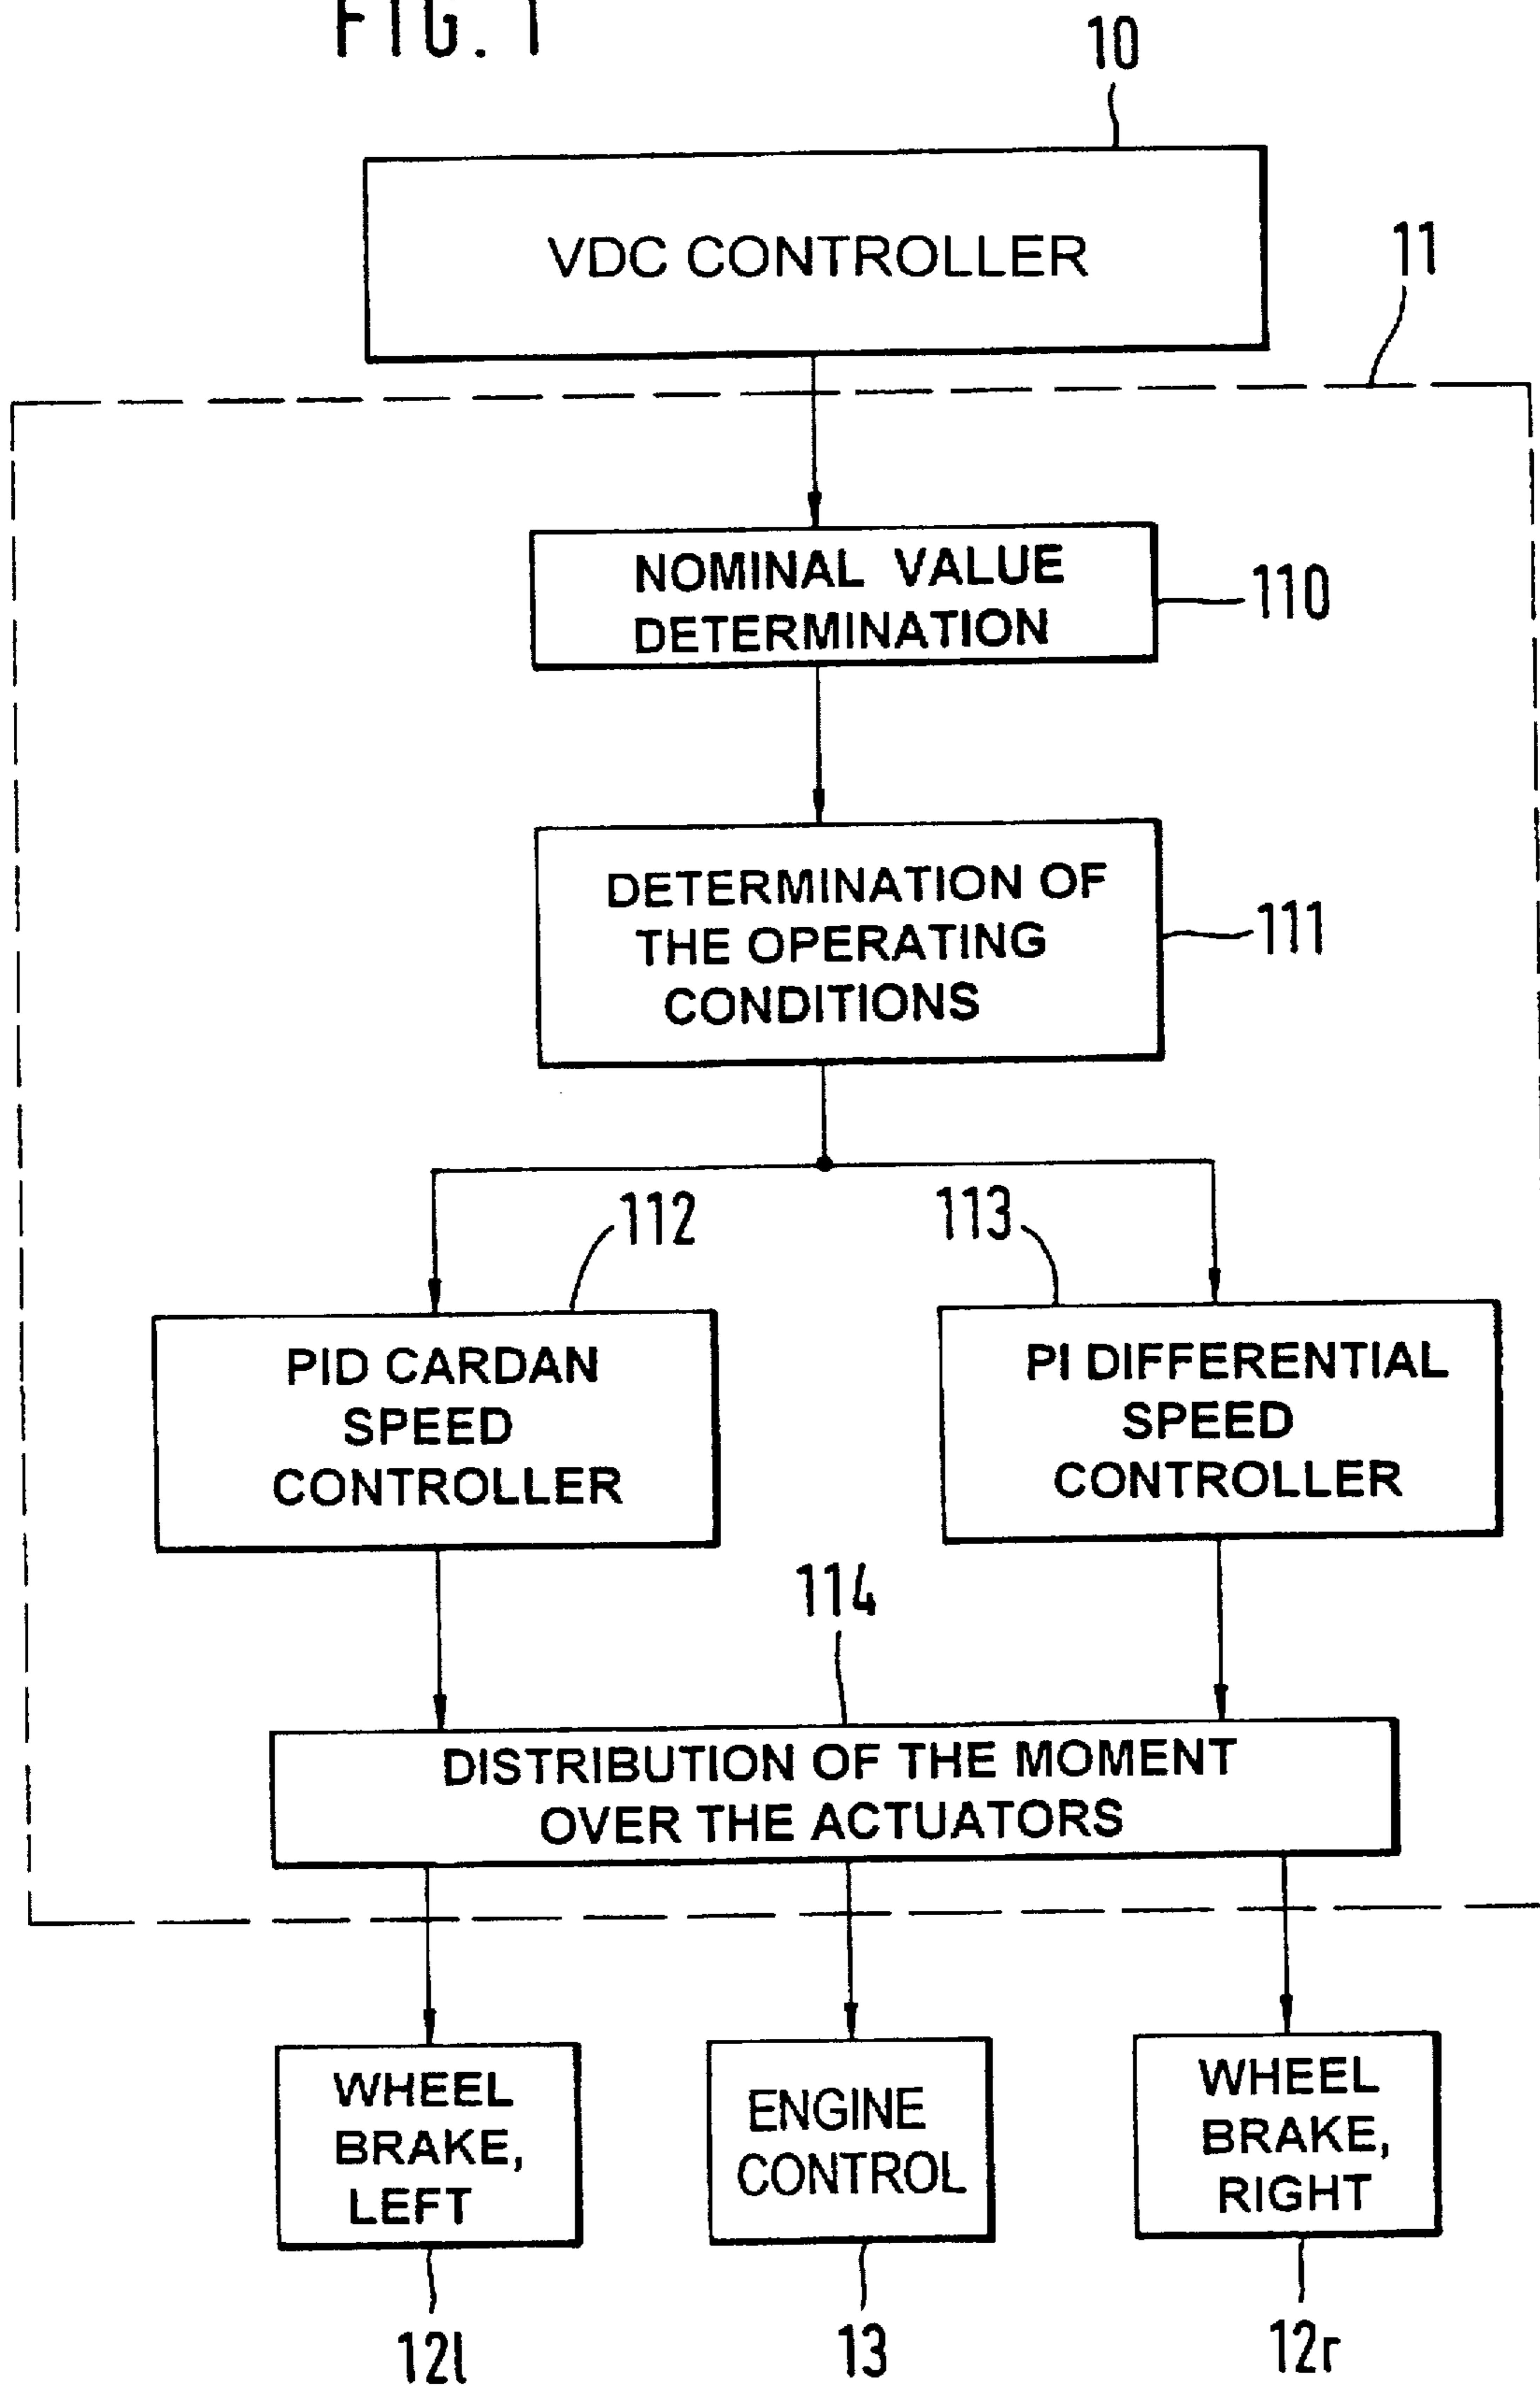 FIG. 1
10
VDC CONTROLLER
11
NOMINAL VALUE
DETERMINATION
110
DETERMINATION OF
THE OPERATING
CONDITIONS
111
112
113
PID CARDAN
SPEED
CONTROLLER
PI DIFFERENTIAL
SPEED
CONTROLLER
114
DISTRIBUTION OF THE MOMENT
OVER THE ACTUATORS
WHEEL
BRAKE,
LEFT
ENGINE
CONTROL
WHEEL
BRAKE,
RIGHT
12l
13
12r